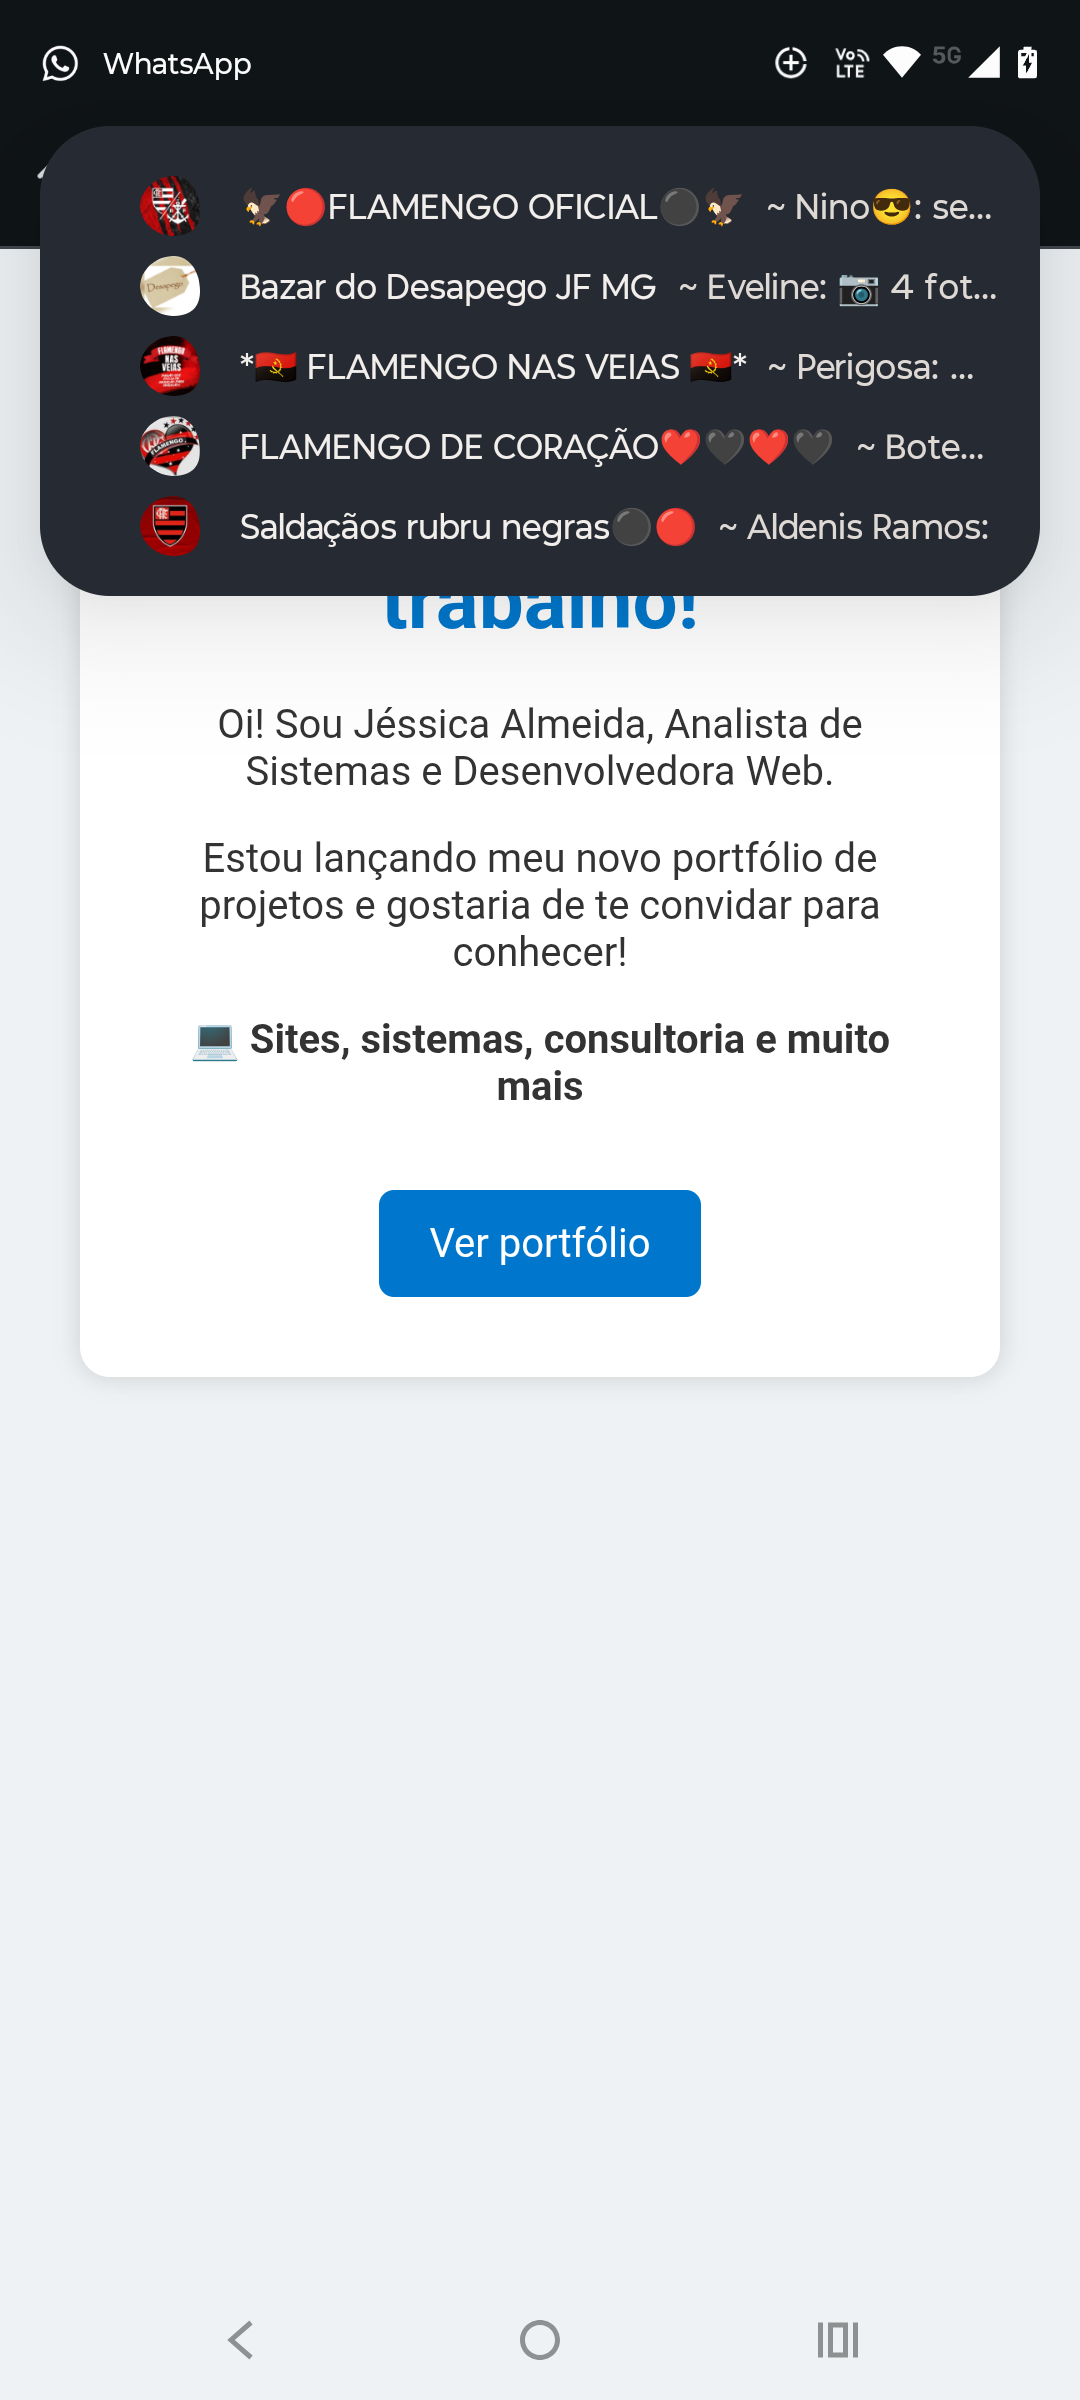 WhatsApp
5G
VoLTE
🦅🔴FLAMENGO OFICIAL⚫🦅 ~ Nino😎: se...
Bazar do Desapego JF MG ~ Eveline: 📷 4 fot...
*🇦🇴 FLAMENGO NAS VEIAS 🇦🇴* ~ Perigosa: ...
FLAMENGO DE CORAÇÃO❤️🖤❤️🖤 ~ Bote...
Saldaçãos rubru negras⚫🔴 ~ Aldenis Ramos:
trabalho!
Oi! Sou Jéssica Almeida, Analista de
Sistemas e Desenvolvedora Web.
Estou lançando meu novo portfólio de
projetos e gostaria de te convidar para
conhecer!
💻 Sites, sistemas, consultoria e muito
mais
Ver portfólio